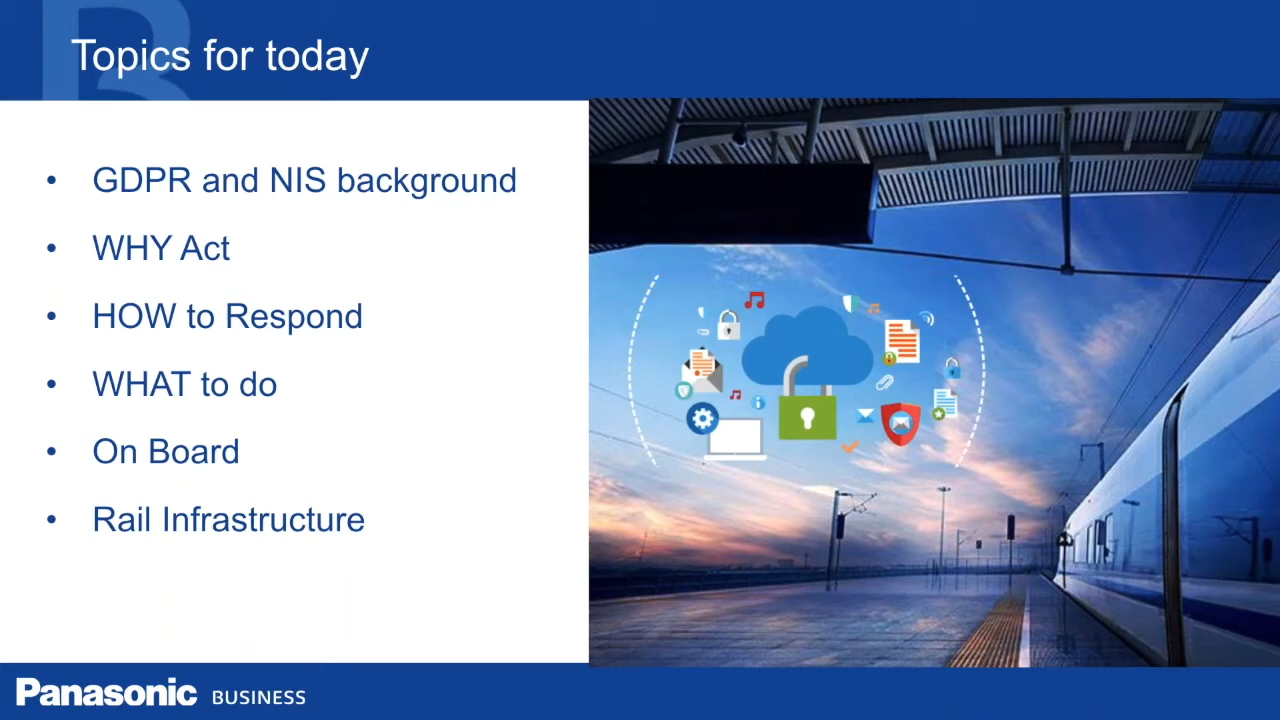 Topics for today
• GDPR and NIS background
• WHY Act
• HOW to Respond
• WHAT to do
• On Board
• Rail Infrastructure
Panasonic BUSINESS